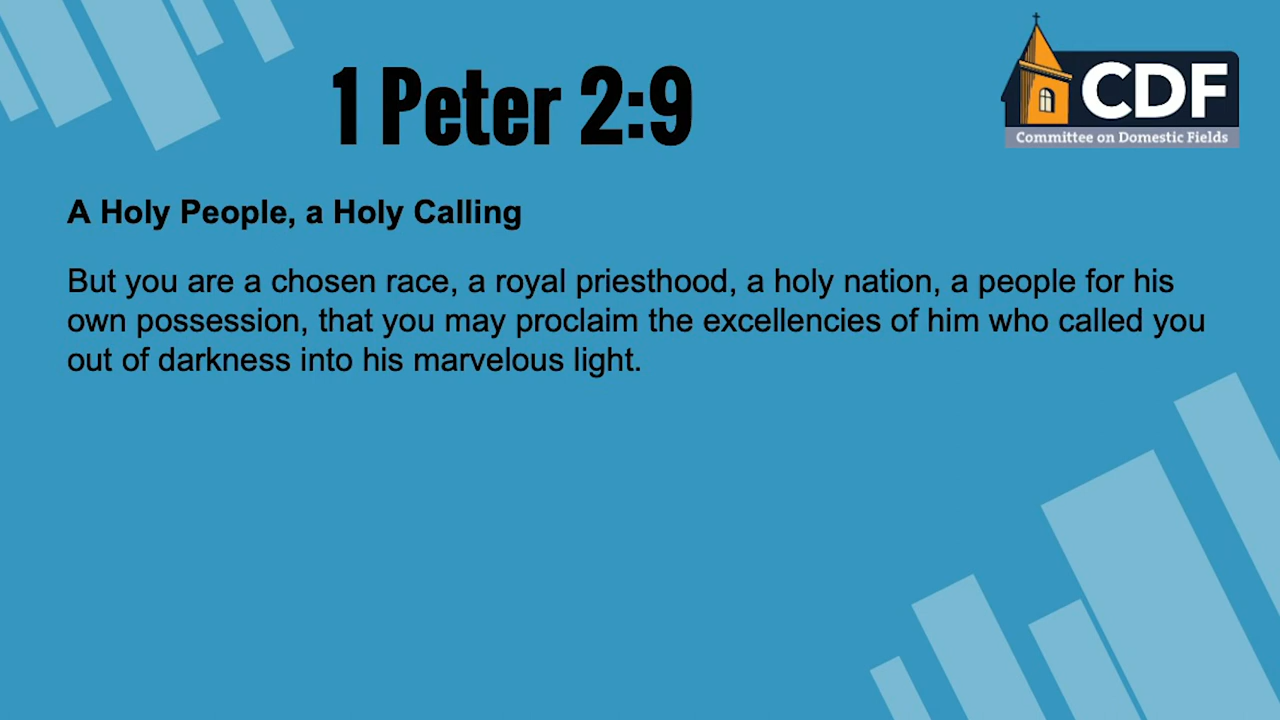 1 Peter 2:9
CDF
Committee on Domestic Fields
A Holy People, a Holy Calling
But you are a chosen race, a royal priesthood, a holy nation, a people for his
own possession, that you may proclaim the excellencies of him who called you
out of darkness into his marvelous light.